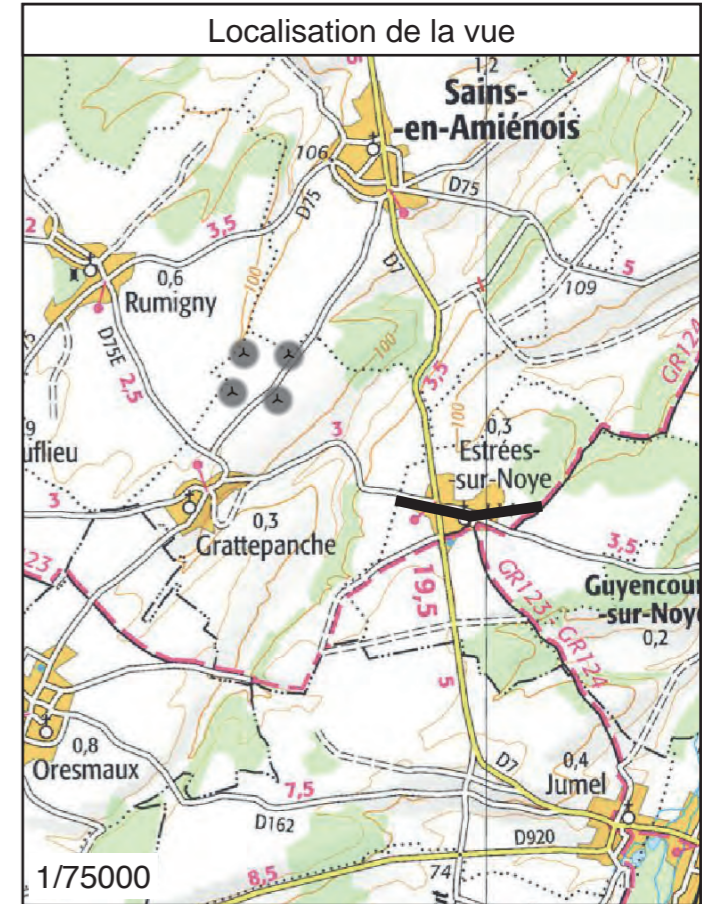 Localisation de la vue
1,2
Sains-
-en-Amiénois
106
D75
D75
3,5
2
0,6
Rumigny
100
D7
5
109
D75E
2,5
100
3,5
100
GR124
9
uflieu
3
0,3
Estrées-
-sur-Noye
3
0,3
Grattepanche
3,5
23
19,5
GR123 - GR124
Guyencour
-sur-Noye
0,2
5
0,8
Oresmaux
7,5
D162
D7
0,4
Jumel
D920
74
8,5
1/75000